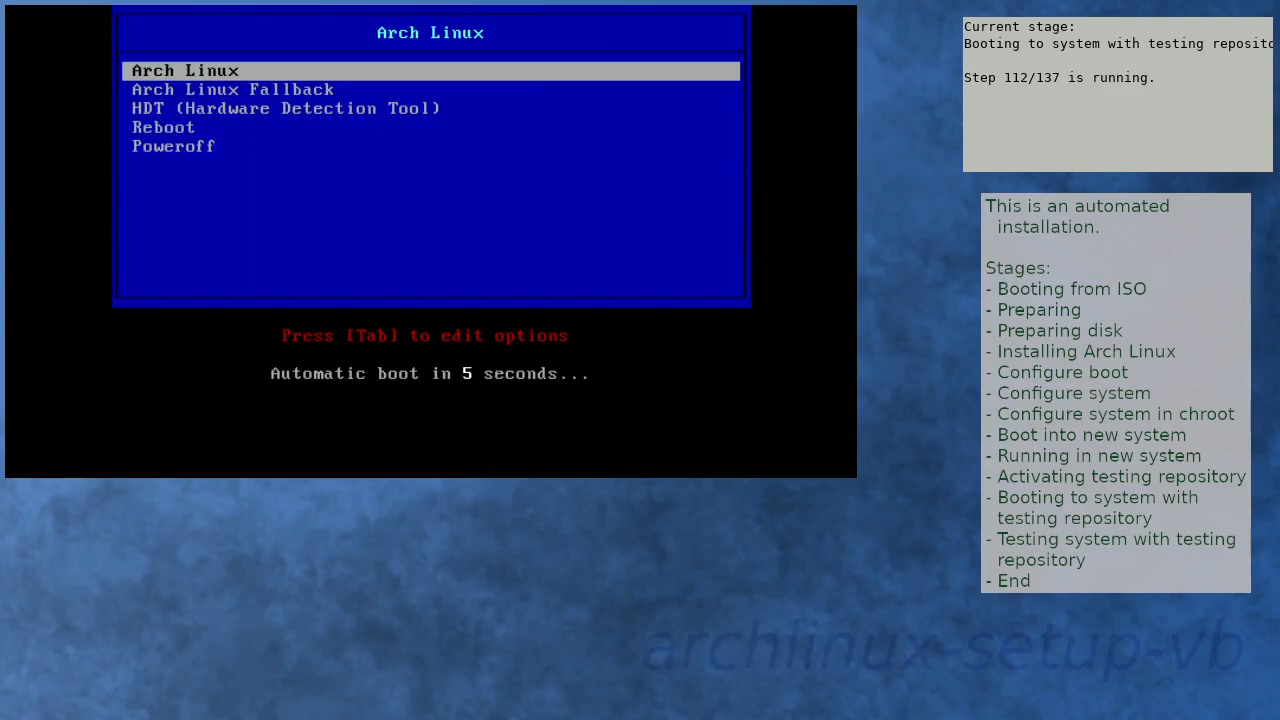 Arch Linux
Arch Linux
Arch Linux Fallback
HDT (Hardware Detection Tool)
Reboot
Poweroff
Press [Tab] to edit options
Automatic boot in 5 seconds...
Current stage:
Booting to system with testing reposito
Step 112/137 is running.
This is an automated
installation.
Stages:
- Booting from ISO
- Preparing
- Preparing disk
- Installing Arch Linux
- Configure boot
- Configure system
- Configure system in chroot
- Boot into new system
- Running in new system
- Activating testing repository
- Booting to system with
testing repository
- Testing system with testing
repository
- End
archlinux-setup-vb